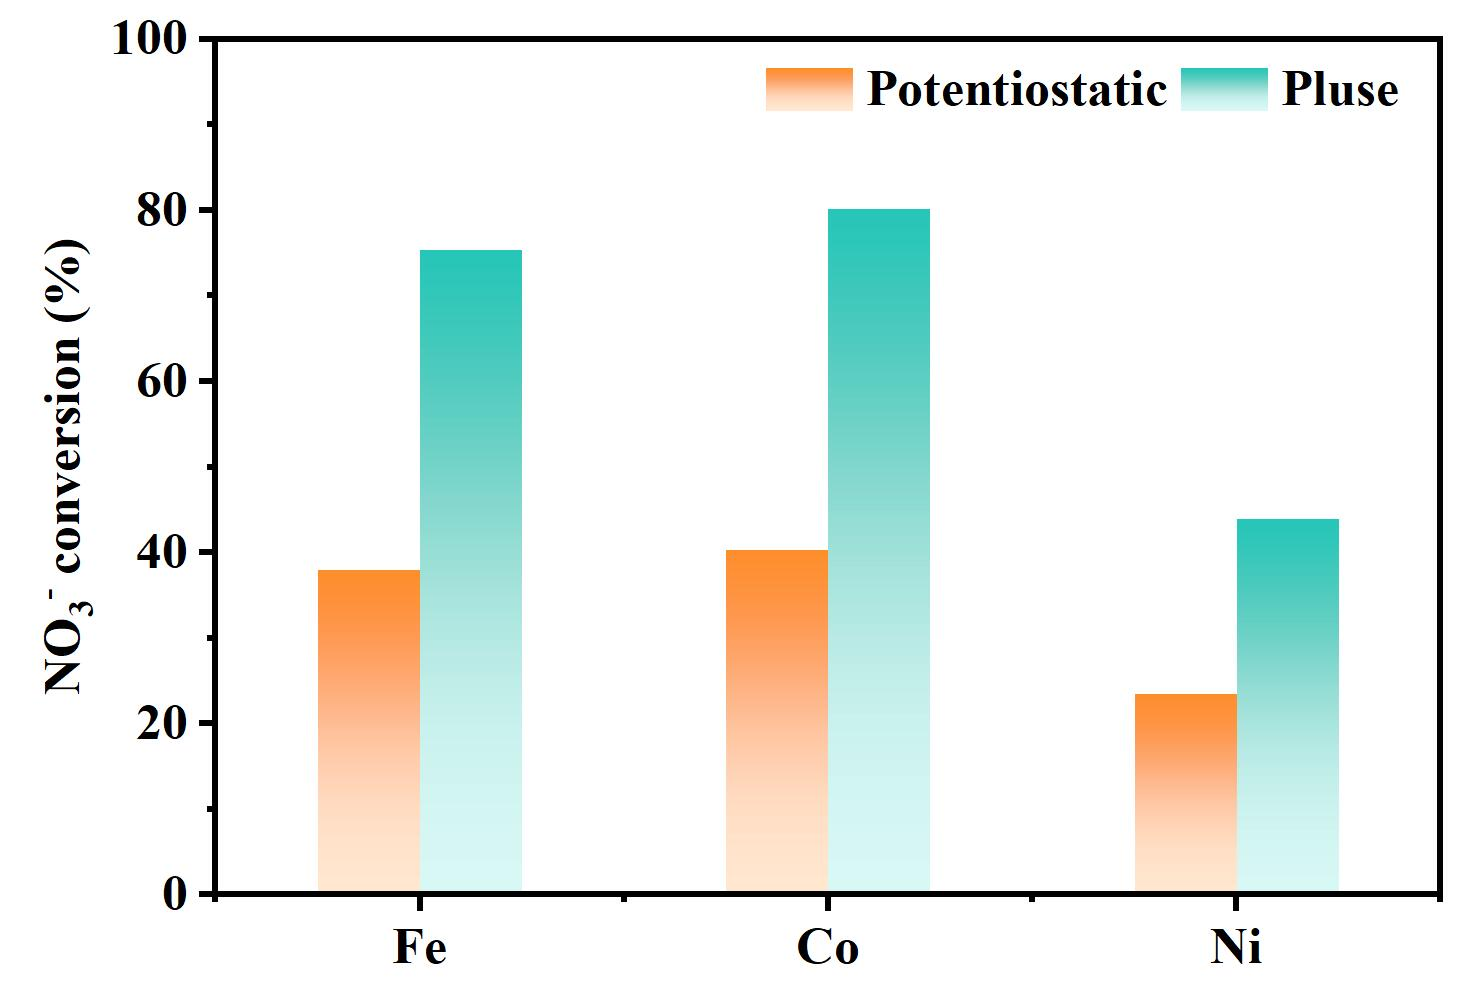 100
Potentiostatic Pluse
80
60
40
20
0
NO₃⁻ conversion (%)
Fe Co Ni